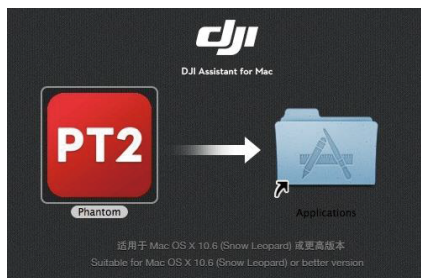 dji
DJI Assistant for Mac
PT2
Phantom
Applications
适用于 Mac OS X 10.6 (Snow Leopard) 或更高版本
Suitable for Mac OS X 10.6 (Snow Leopard) or better version